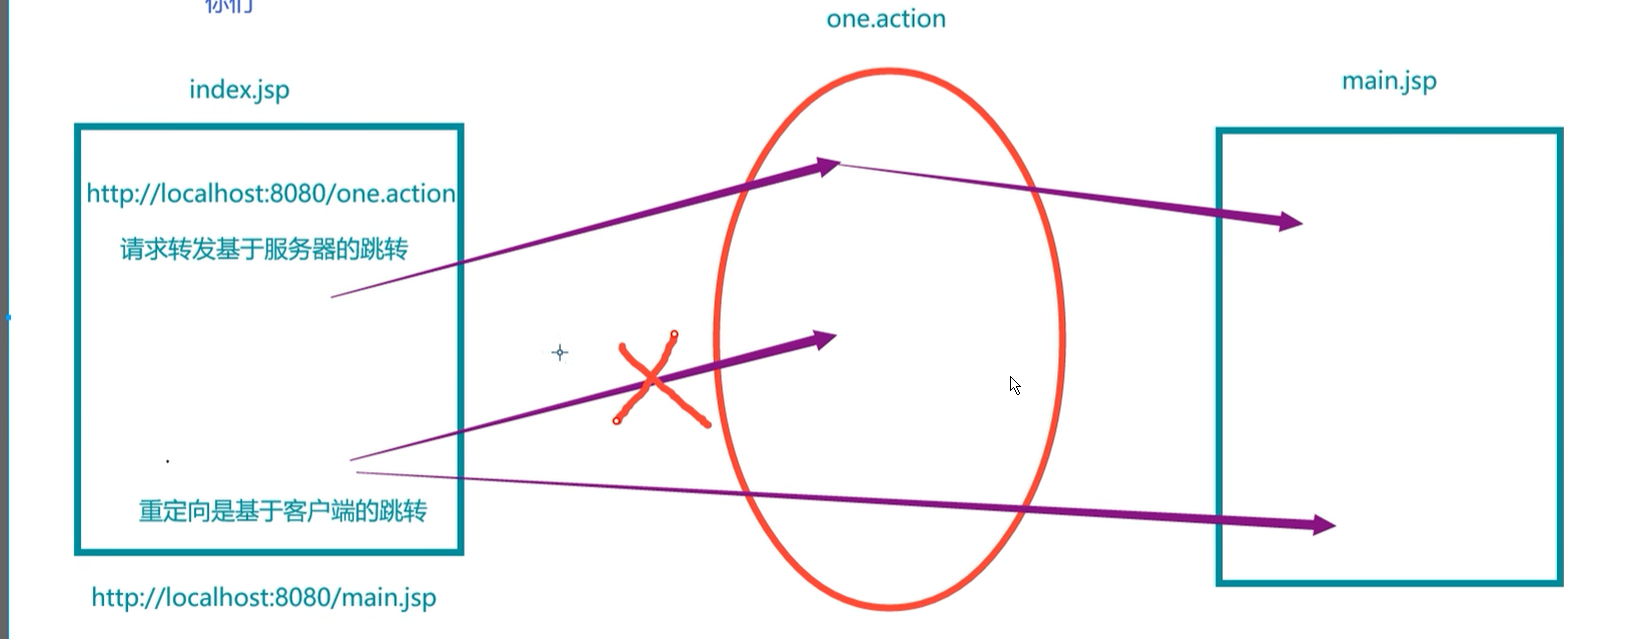 你们
one.action
index.jsp
main.jsp
http://localhost:8080/one.action
请求转发基于服务器的跳转
重定向是基于客户端的跳转
http://localhost:8080/main.jsp